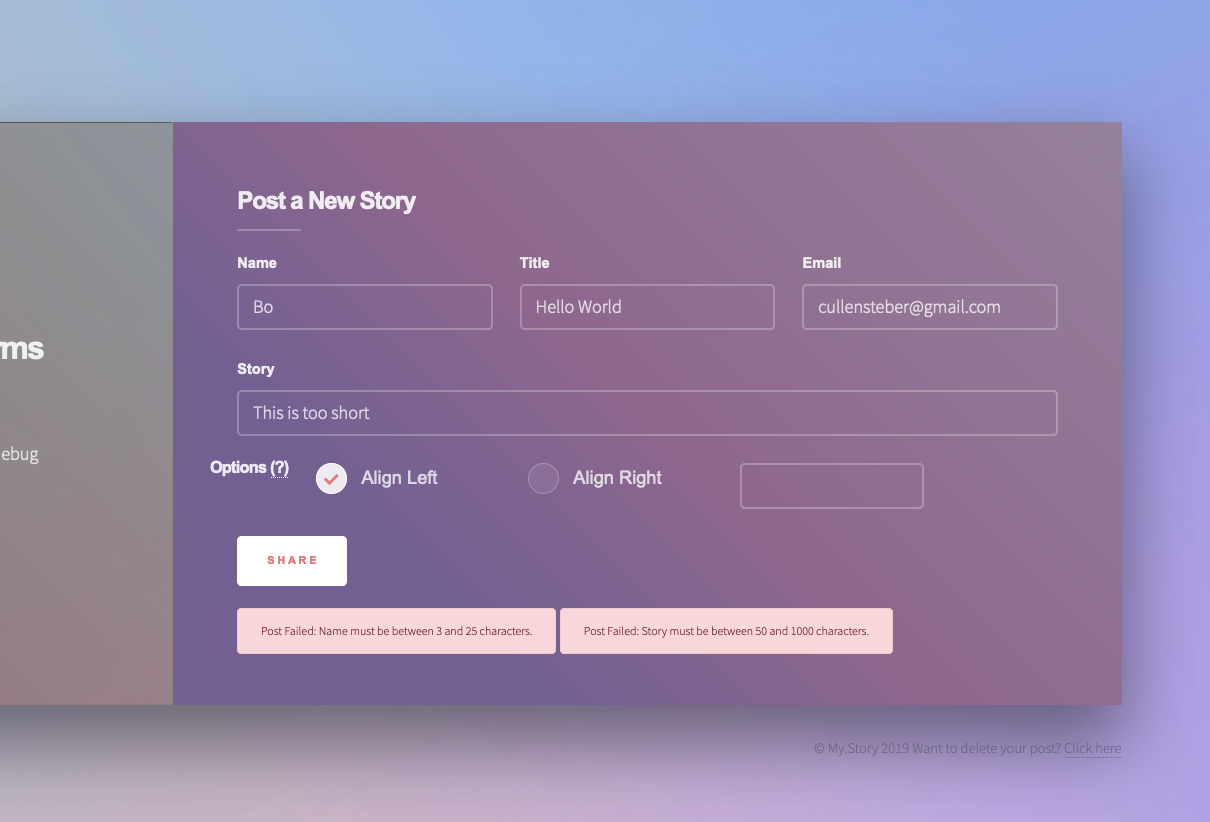 Post a New Story
Name Title Email
Bo Hello World cullensteber@gmail.com
rms
Story
This is too short
ebug
Options (?) Align Left Align Right
SHARE
Post Failed: Name must be between 3 and 25 characters. Post Failed: Story must be between 50 and 1000 characters.
© My.Story 2019 Want to delete your post? Click here